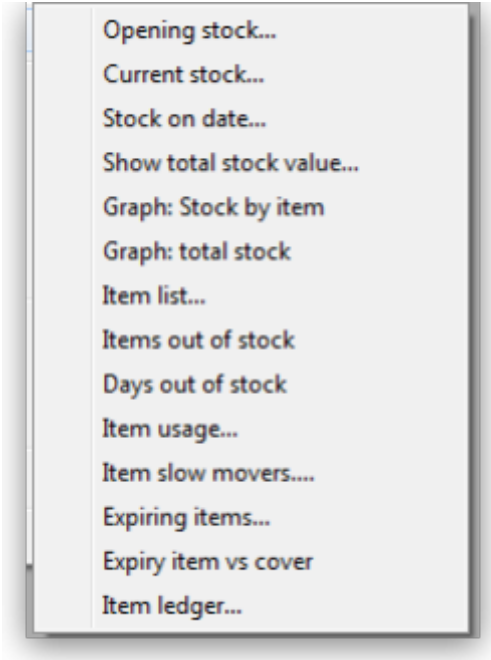 Opening stock...
Current stock...
Stock on date...
Show total stock value...
Graph: Stock by item
Graph: total stock
Item list...
Items out of stock
Days out of stock
Item usage...
Item slow movers....
Expiring items...
Expiry item vs cover
Item ledger...